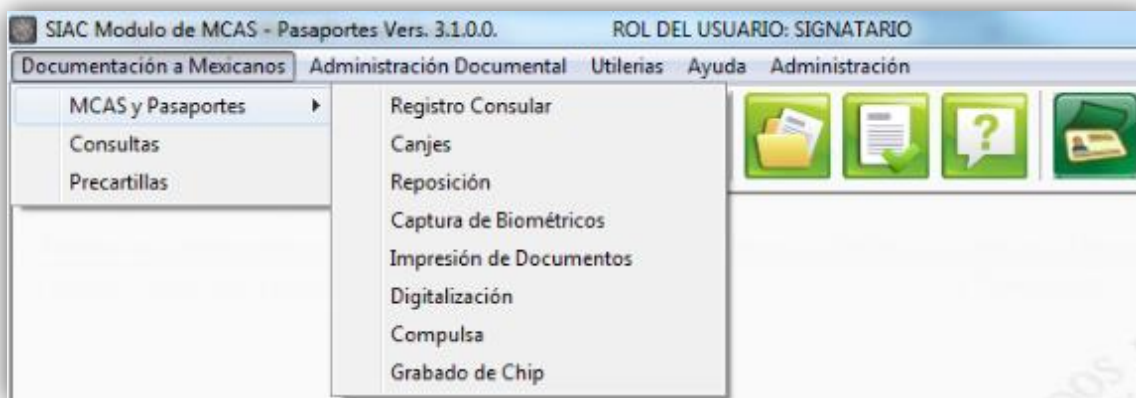 SIAC Modulo de MCAS - Pasaportes Vers. 3.1.0.0. ROL DEL USUARIO: SIGNATARIO
Documentación a Mexicanos Administración Documental Utilerias Ayuda Administración
MCAS y Pasaportes
Consultas
Precartillas
Registro Consular
Canjes
Reposición
Captura de Biométricos
Impresión de Documentos
Digitalización
Compulsa
Grabado de Chip